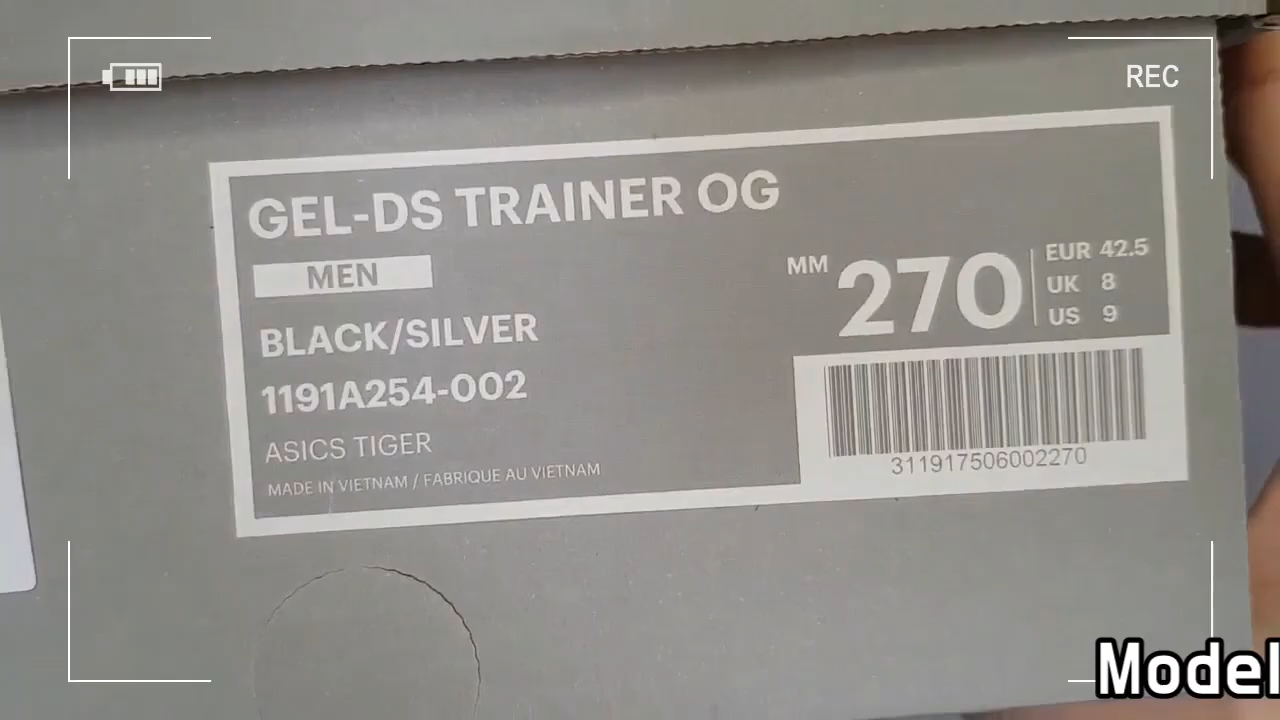 REC
GEL-DS TRAINER OG
MEN
BLACK/SILVER
1191A254-002
ASICS TIGER
MADE IN VIETNAM / FABRIQUE AU VIETNAM
MM 270
EUR 42.5
UK 8
US 9
311917506002270
Model